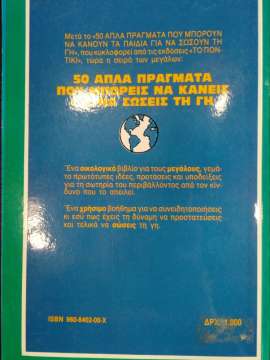 Μετά το «50 ΑΠΛΑ ΠΡΑΓΜΑΤΑ ΠΟΥ ΜΠΟΡΟΥΝ
ΝΑ ΚΑΝΟΥΝ ΤΑ ΠΑΙΔΙΑ ΓΙΑ ΝΑ ΣΩΣΟΥΝ ΤΗ
ΓΗ», που κυκλοφορεί από τις εκδόσεις «ΤΟ ΠΟΝ-
ΤΙΚΙ», τώρα η σειρά των μεγάλων:
50 ΑΠΛΑ ΠΡΑΓΜΑΤΑ
ΠΟΥ ΜΠΟΡΕΙΣ ΝΑ ΚΑΝΕΙΣ
ΝΑ ΣΩΣΕΙΣ ΤΗ ΓΗ
Ένα οικολογικό βιβλίο για τους μεγάλους, γεμά-
το πρωτότυπες ιδέες, προτάσεις και υποδείξεις
για τη σωτηρία του περιβάλλοντος από τον κίν-
δυνο που το απειλεί.
Ένα χρήσιμο βοήθημα για να συνειδητοποιήσεις
κι εσύ πως έχεις τη δύναμη να προστατεύσεις
και τελικά να σώσεις τη γη.
ISBN 960-8402-00-X
ΔΡΧ. 1.000